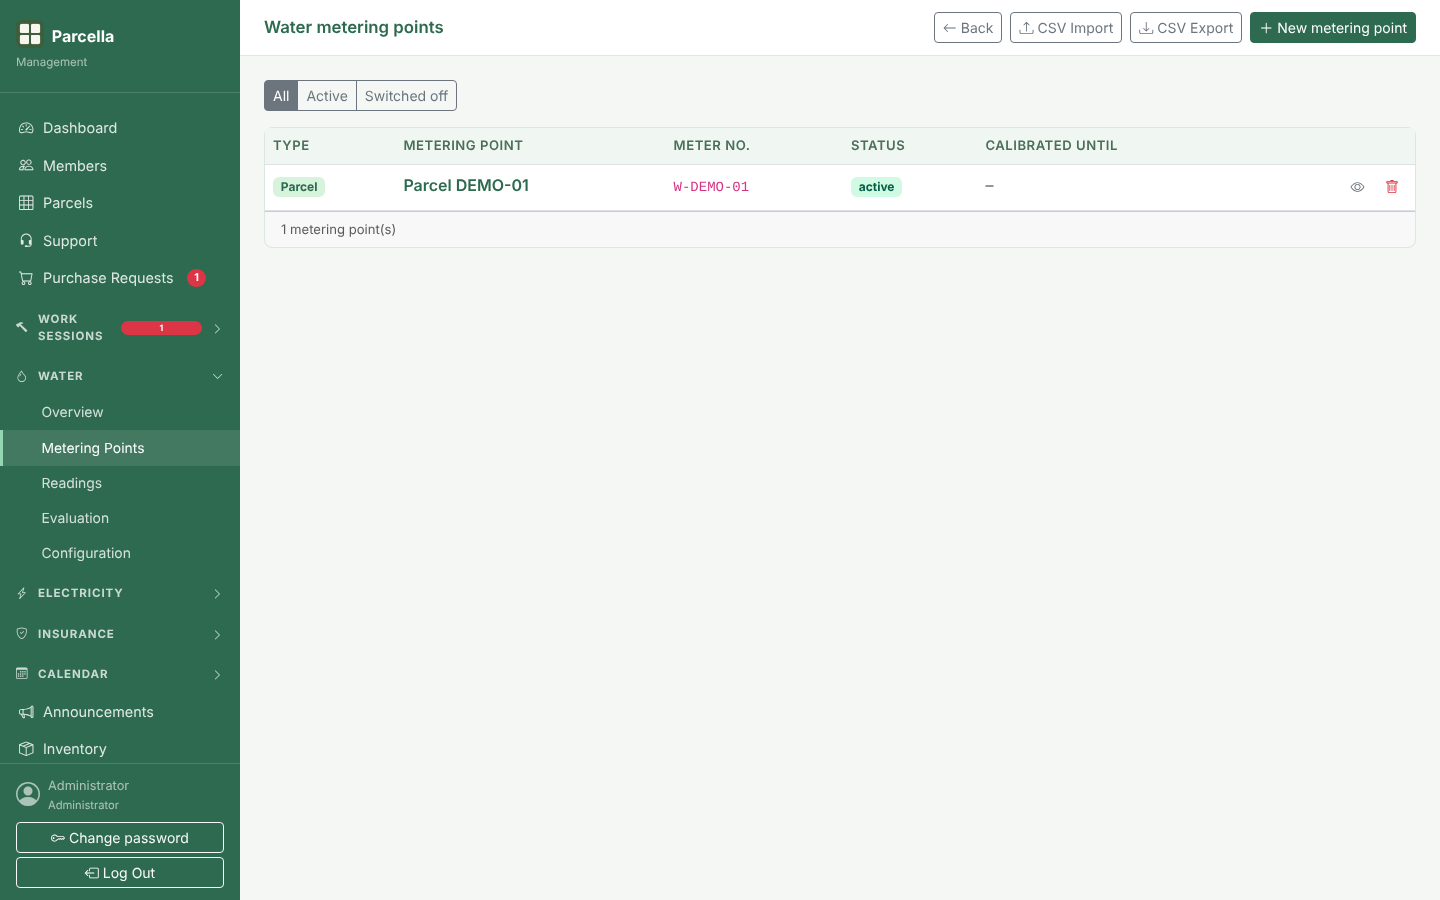 Parcella
Management
Dashboard
Members
Parcels
Support
Purchase Requests 1
WORK SESSIONS 1
WATER
Overview
Metering Points
Readings
Evaluation
Configuration
ELECTRICITY
INSURANCE
CALENDAR
Announcements
Inventory
Administrator
Administrator
Change password
Log Out
Water metering points
Back CSV Import CSV Export + New metering point
All Active Switched off
TYPE METERING POINT METER NO. STATUS CALIBRATED UNTIL
Parcel Parcel DEMO-01 W-DEMO-01 active –
1 metering point(s)